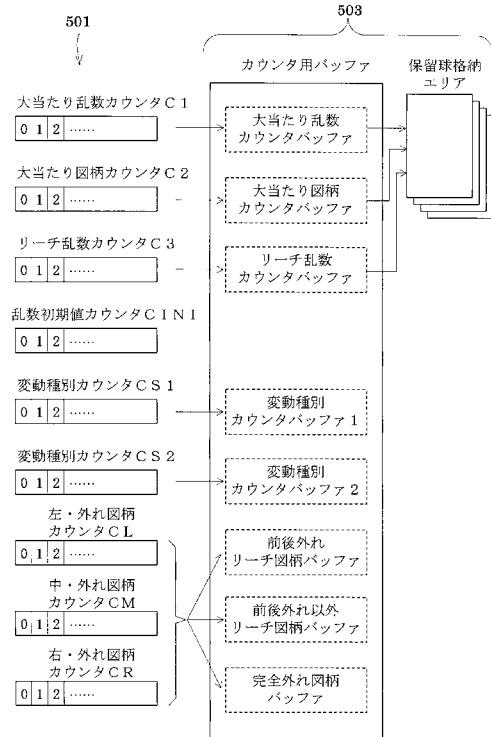 501
503
カウンタ用バッファ
保留球格納
エリア
大当たり乱数カウンタC1
0 1 2 ……
大当たり乱数
カウンタバッファ
大当たり図柄カウンタC2
0 1 2 ……
大当たり図柄
カウンタバッファ
リーチ乱数カウンタC3
0 1 2 ……
リーチ乱数
カウンタバッファ
乱数初期値カウンタCINI
0 1 2 ……
変動種別カウンタCS1
0 1 2 ……
変動種別
カウンタバッファ1
変動種別カウンタCS2
0 1 2 ……
変動種別
カウンタバッファ2
左・外れ図柄
カウンタCL
0 1 2 ……
前後外れ
リーチ図柄バッファ
中・外れ図柄
カウンタCM
0 1 2 ……
前後外れ以外
リーチ図柄バッファ
右・外れ図柄
カウンタCR
0 1 2 ……
完全外れ図柄
バッファ